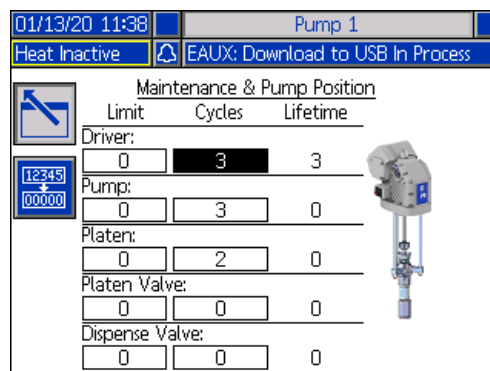 01/13/20 11:38 Pump 1
Heat Inactive EAUX: Download to USB In Process
Maintenance & Pump Position
Limit Cycles Lifetime
Driver:
0 3 3
12345
00000
Pump:
0 3 0
Platen:
0 2 0
Platen Valve:
0 0 0
Dispense Valve:
0 0 0